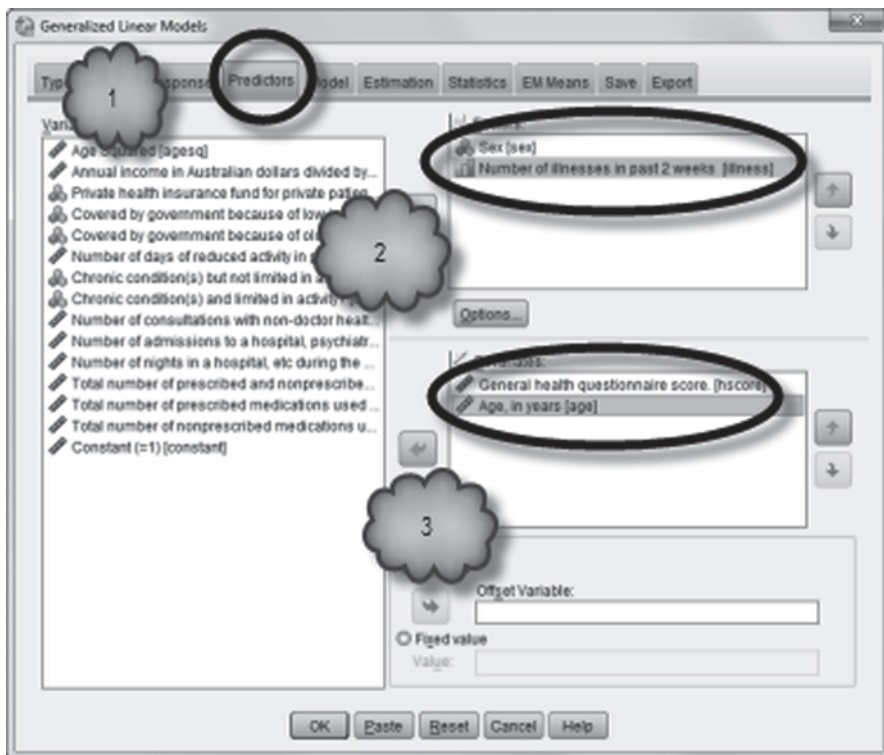 Generalized Linear Models
Typ
sponse
Predictors
odel
Estimation
Statistics
EM Means
Save
Export
1
Varia
Age Squared [agesq]
Annual income in Australian dollars divided by...
Private health insurance fund for private patien...
Covered by government because of low
Covered by government because of ol
Number of days of reduced activity in
Chronic condition(s) but not limited in a
Chronic condition(s) and limited in activity
Number of consultations with non-doctor healt...
Number of admissions to a hospital, psychiatr...
Number of nights in a hospital, etc during the ...
Total number of prescribed and nonprescribe...
Total number of prescribed medications used ...
Total number of nonprescribed medications u...
Constant (=1) [constant]
Sex [sex]
Number of illnesses in past 2 weeks [illness]
2
Options...
General health questionnaire score. [hscore]
Age, in years [age]
3
Offset Variable:
Fixed value
Value:
OK
Paste
Reset
Cancel
Help